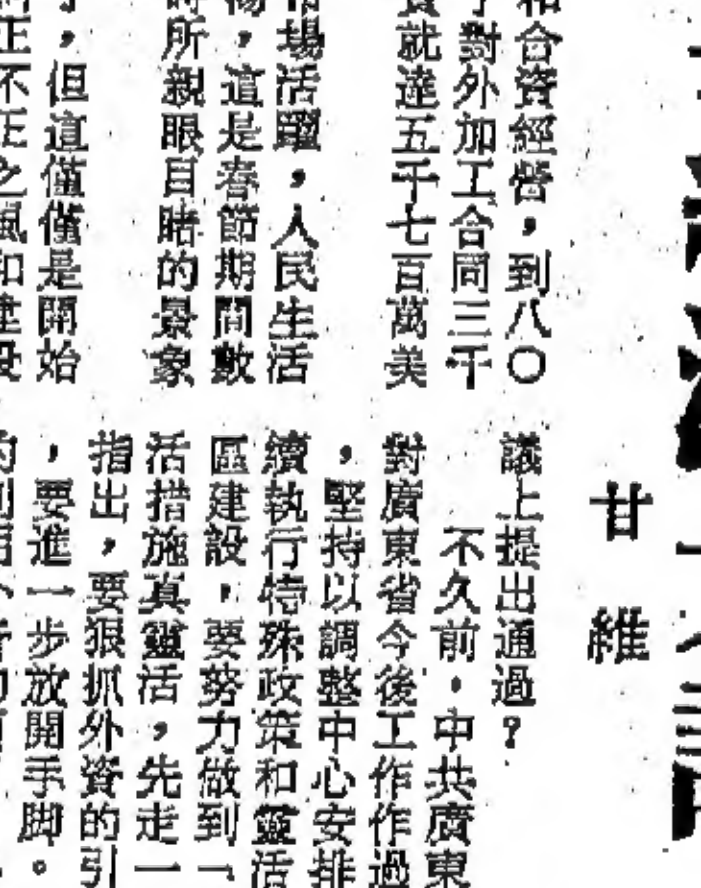 甘維
和合資經營，到八〇
對外加工合同三千
資就達五千七百萬美
市場活躍，人民生活
，這是春節期間數
時所親眼目睹的景象
，但這僅僅是開始
正不正之風和建設
議上提出通過？
不久前，中共廣東
對廣東省今後工作作過
，堅持以調整中心安排
續執行特殊政策和靈活
區建設，要努力做到「
活措施真靈活，先走一
指出，要狠抓外資的引
，要進一步放開手脚。